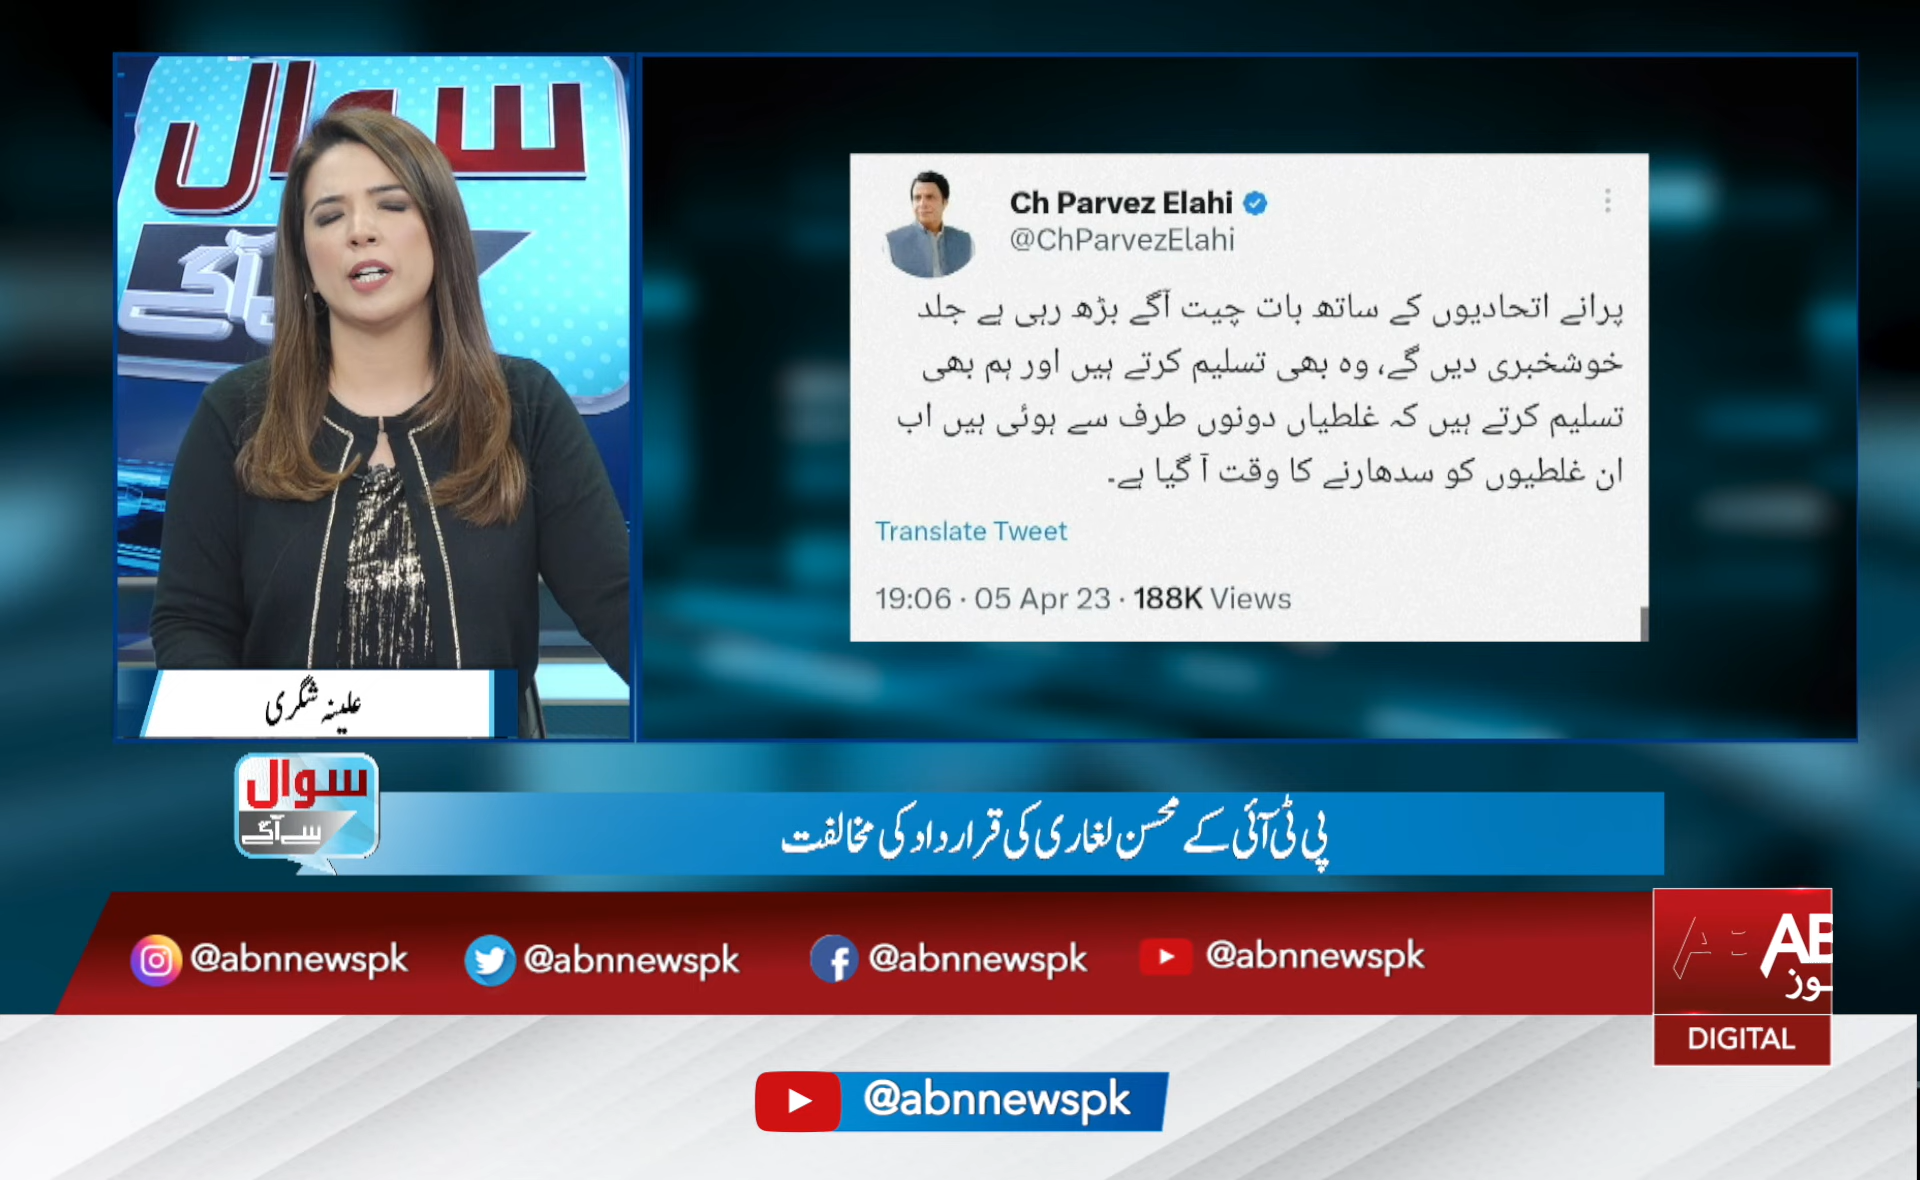 سوال
آگے
Ch Parvez Elahi
@ChParvezElahi
پرانے اتحادیوں کے ساتھ بات چیت آگے بڑھ رہی ہے جلد
خوشخبری دیں گے، وہ بھی تسلیم کرتے ہیں اور ہم بھی
تسلیم کرتے ہیں کہ غلطیاں دونوں طرف سے ہوئی ہیں اب
ان غلطیوں کو سدھارنے کا وقت آ گیا ہے۔
Translate Tweet
19:06 · 05 Apr 23 · 188K Views
علینہ شگری
سوال
سے آگے
پی ٹی آئی کے محسن لغاری کی قرارداد کی مخالفت
@abnnewspk
@abnnewspk
@abnnewspk
@abnnewspk
DIGITAL
@abnnewspk